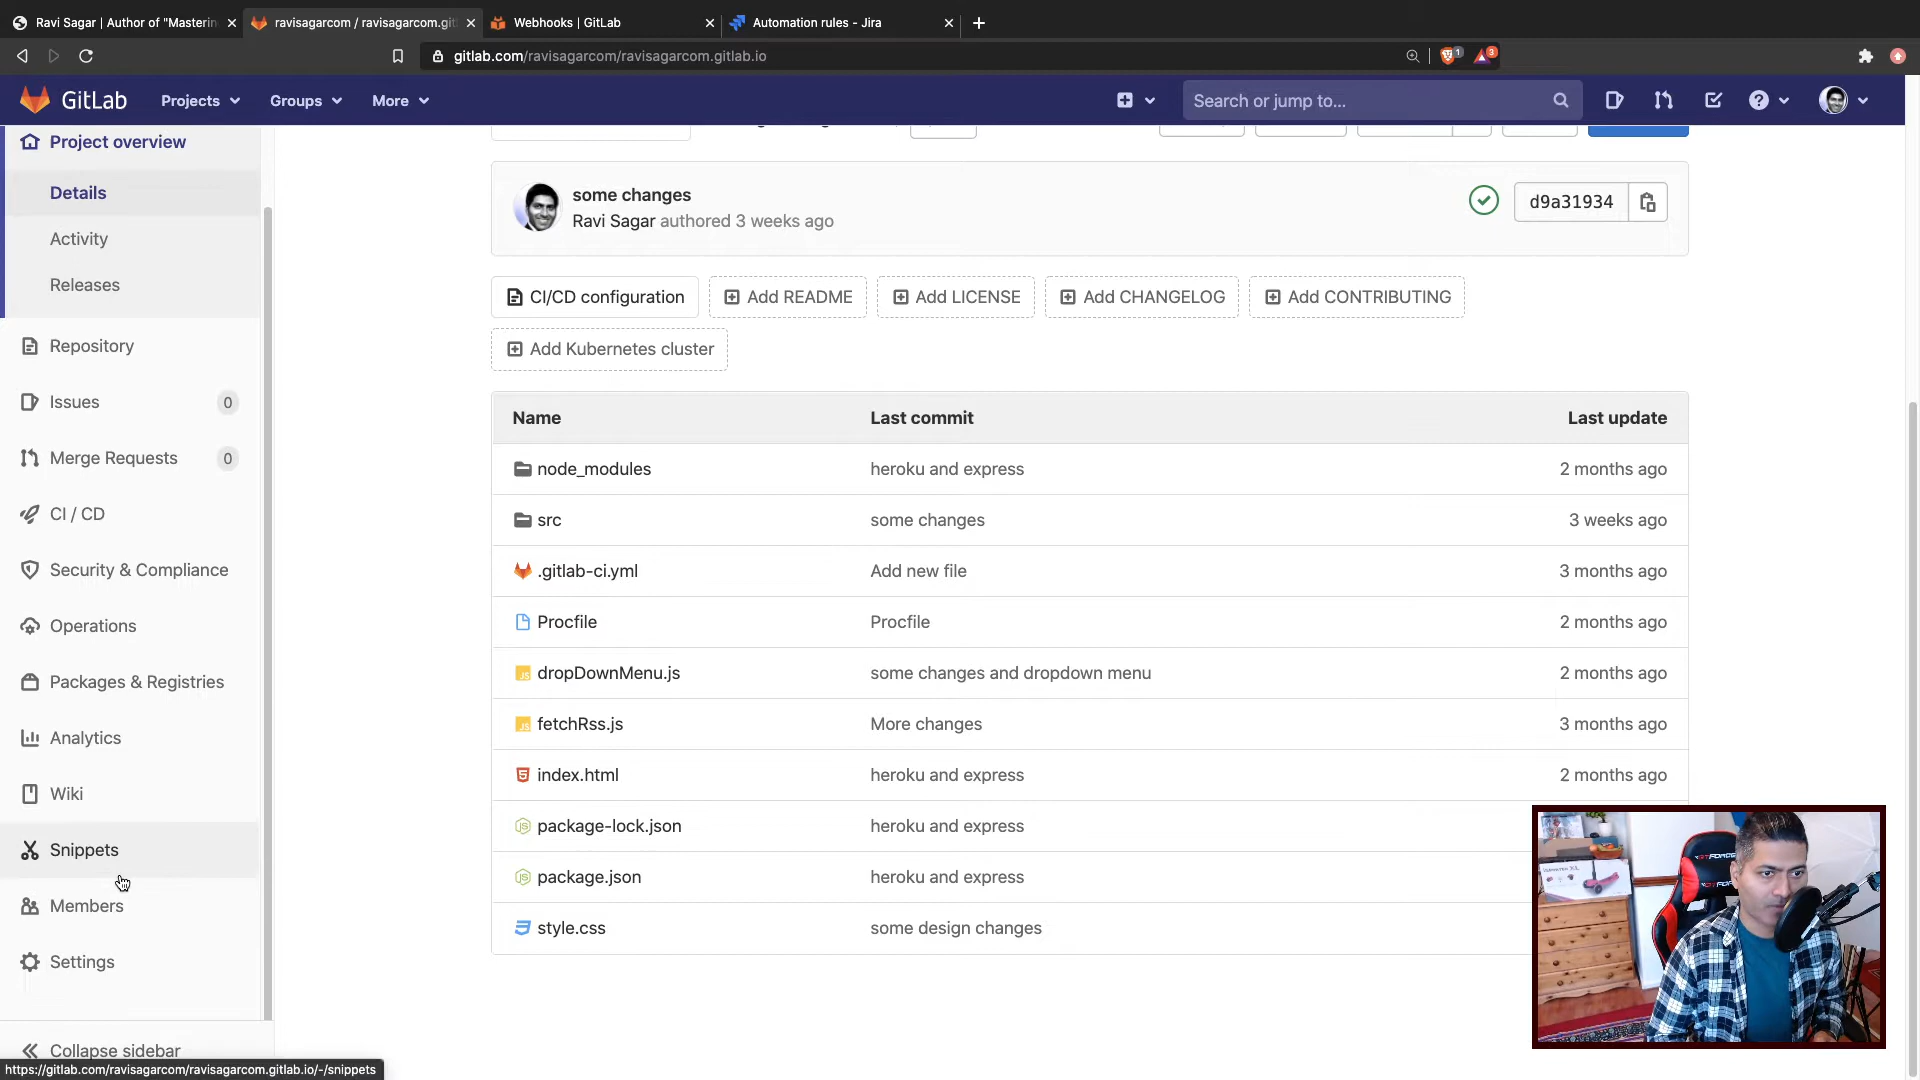 Ravi Sagar | Author of "Masterin
ravisagarcom / ravisagarcom.git
Webhooks | GitLab
Automation rules - Jira
gitlab.com/ravisagarcom/ravisagarcom.gitlab.io
1
3
GitLab
Projects
Groups
More
Search or jump to...
Project overview
Details
Activity
Releases
Repository
Issues 0
Merge Requests 0
CI / CD
Security & Compliance
Operations
Packages & Registries
Analytics
Wiki
Snippets
Members
Settings
Collapse sidebar
https://gitlab.com/ravisagarcom/ravisagarcom.gitlab.io/-/snippets
some changes
Ravi Sagar authored 3 weeks ago
d9a31934
CI/CD configuration
Add README
Add LICENSE
Add CHANGELOG
Add CONTRIBUTING
Add Kubernetes cluster
Name Last commit Last update
node_modules heroku and express 2 months ago
src some changes 3 weeks ago
.gitlab-ci.yml Add new file 3 months ago
Procfile Procfile 2 months ago
dropDownMenu.js some changes and dropdown menu 2 months ago
fetchRss.js More changes 3 months ago
index.html heroku and express 2 months ago
package-lock.json heroku and express
package.json heroku and express
style.css some design changes